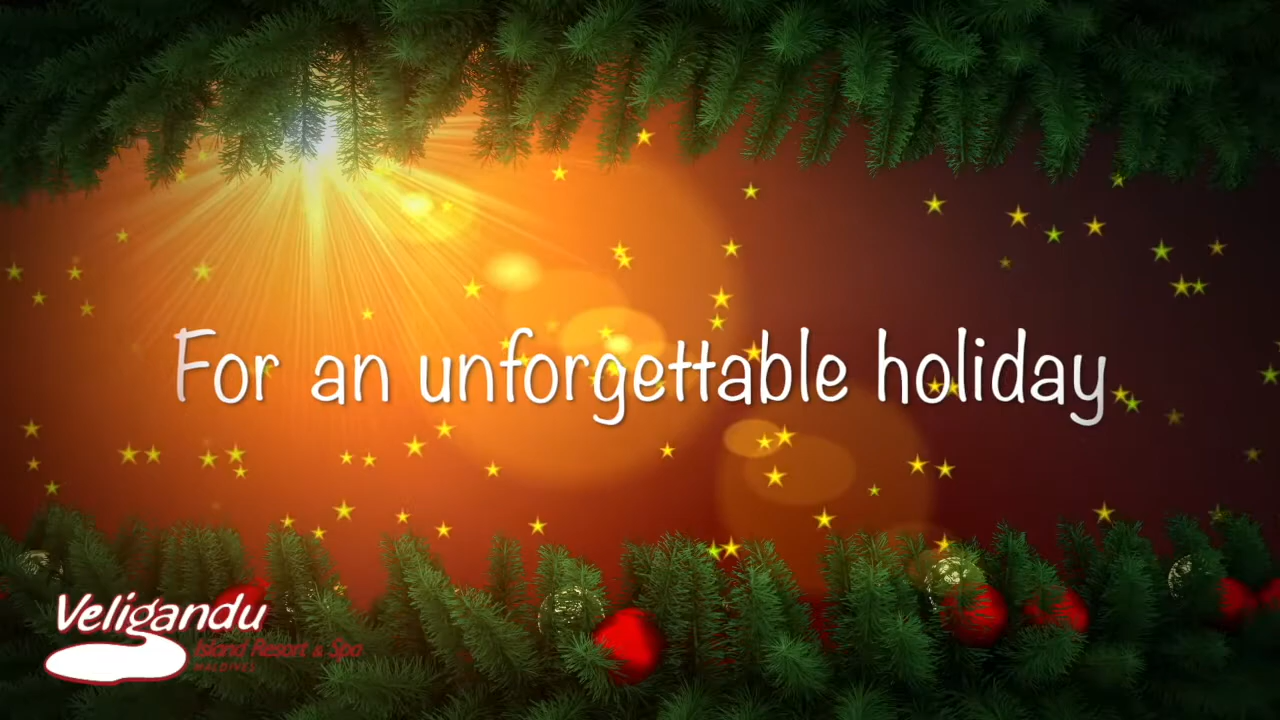 For an unforgettable holiday
Veligandu
Island Resort & Spa
MALDIVES